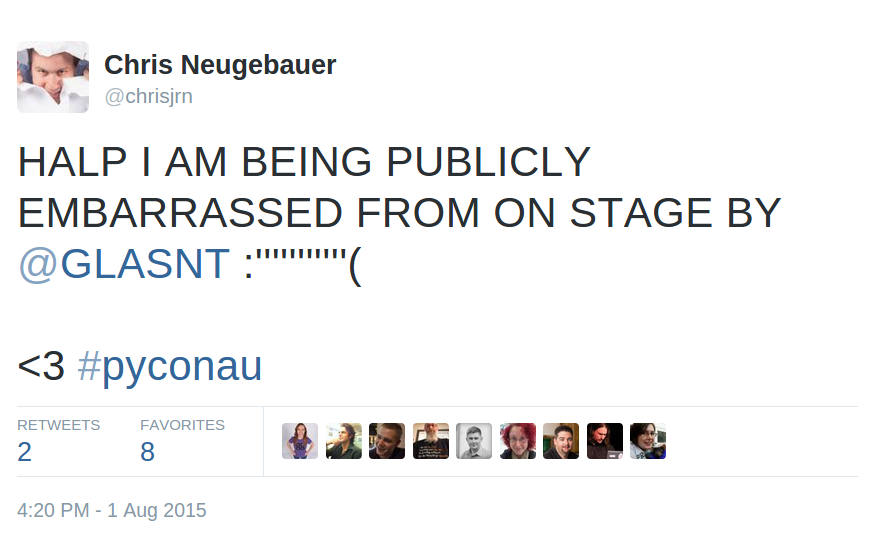 Chris Neugebauer
@chrisjrn
HALP I AM BEING PUBLICLY
EMBARRASSED FROM ON STAGE BY
@GLASNT :''''''''''''''''''(
<3 #pyconau
RETWEETS FAVORITES
2 8
4:20 PM - 1 Aug 2015